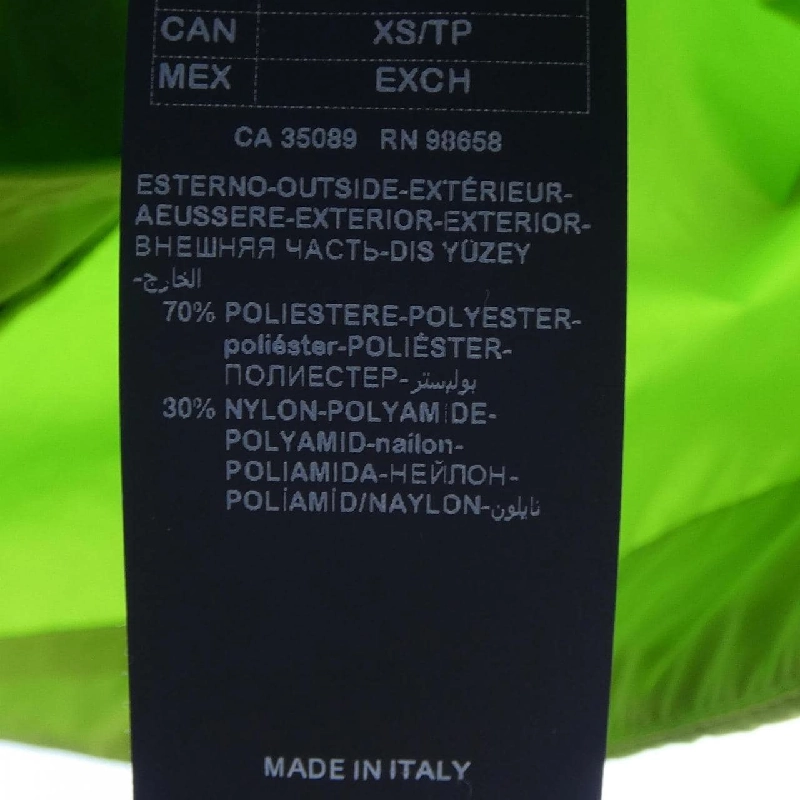 CAN XS/TP
MEX EXCH
CA 35089 RN 98658
ESTERNO-OUTSIDE-EXTÉRIEUR-
AEUSSERE-EXTERIOR-EXTERIOR-
ВНЕШНЯЯ ЧАСТЬ-DIS YÜZEY
الخارج-
70% POLIESTERE-POLYESTER-
poliéster-POLIÉSTER-
ПОЛИЕСТЕР-بوليستر
30% NYLON-POLYAMIDE-
POLYAMID-naílon-
POLIAMIDA-НЕЙЛОН-
POLİAMİD/NAYLON-نايلون
MADE IN ITALY